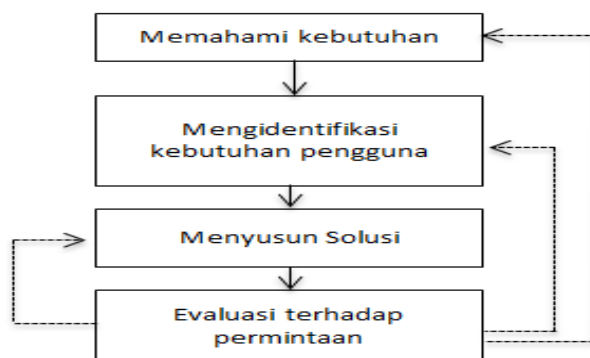 Memahami kebutuhan
Mengidentifikasi
kebutuhan pengguna
Menyusun Solusi
Evaluasi terhadap
permintaan